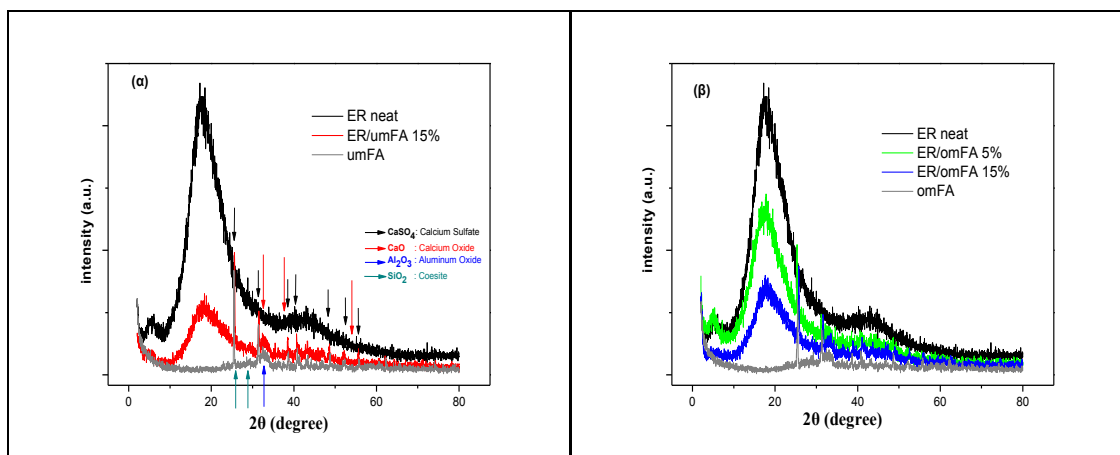 (α)
ER neat
ER/umFA 15%
umFA
CaSO4: Calcium Sulfate
CaO : Calcium Oxide
Al2O3 : Aluminum Oxide
SiO2 : Coesite
intensity (a.u.)
0 20 40 60 80
2θ (degree)
(β)
ER neat
ER/omFA 5%
ER/omFA 15%
omFA
intensity (a.u.)
0 20 40 60 80
2θ (degree)